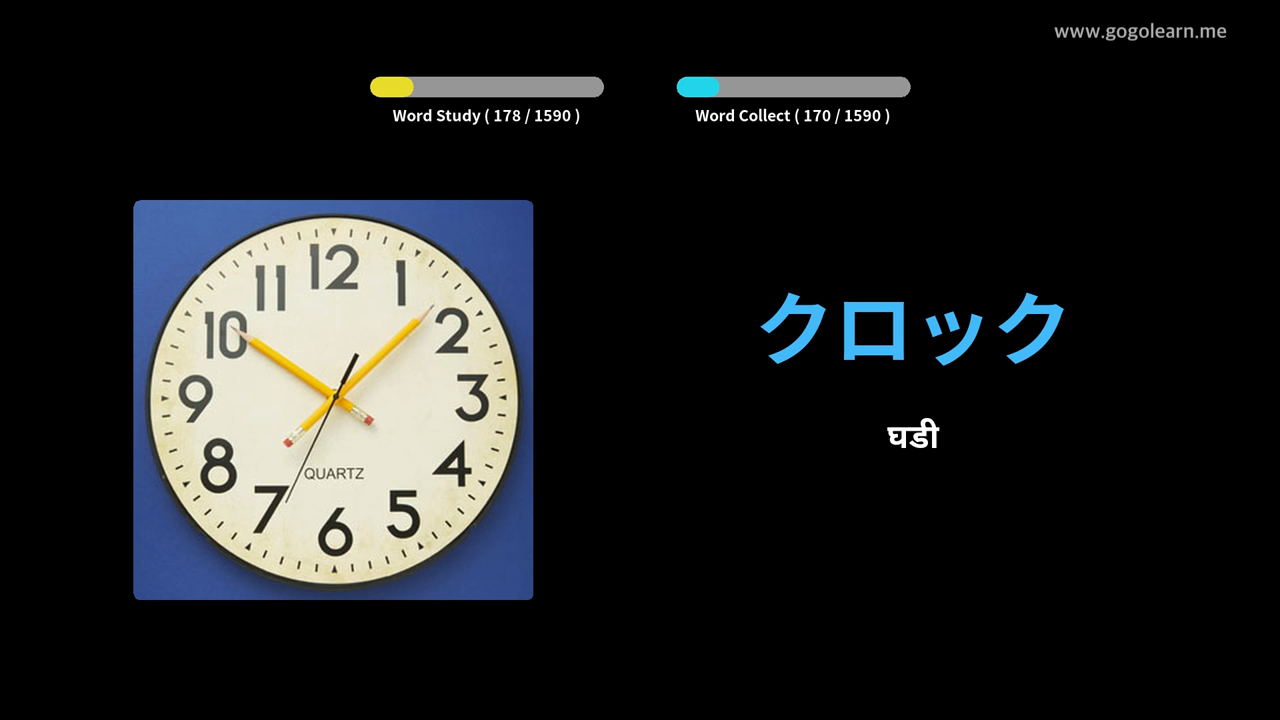 www.gogolearn.me
Word Study ( 178 / 1590 )
Word Collect ( 170 / 1590 )
12
1
2
3
4
5
6
7
8
9
10
11
QUARTZ
クロック
घडी